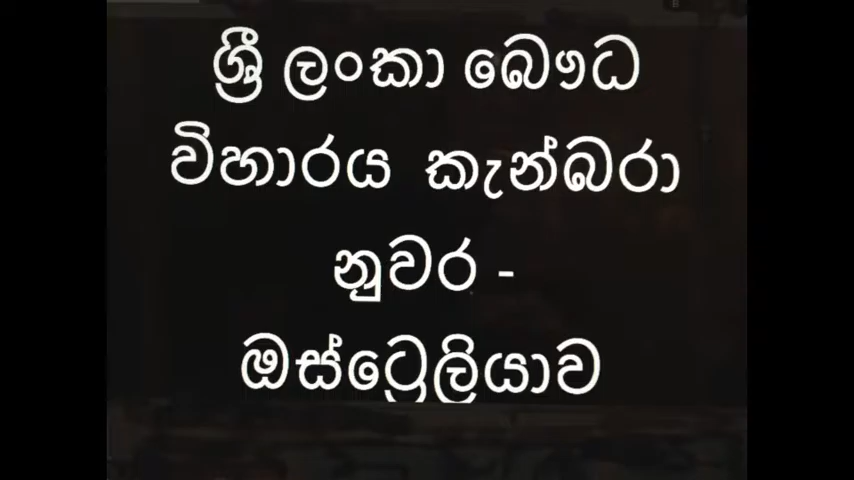 ශ්‍රී ලංකා බෞධ
විහාරය කැන්බරා
නුවර -
ඔස්ට්‍රේලියාව